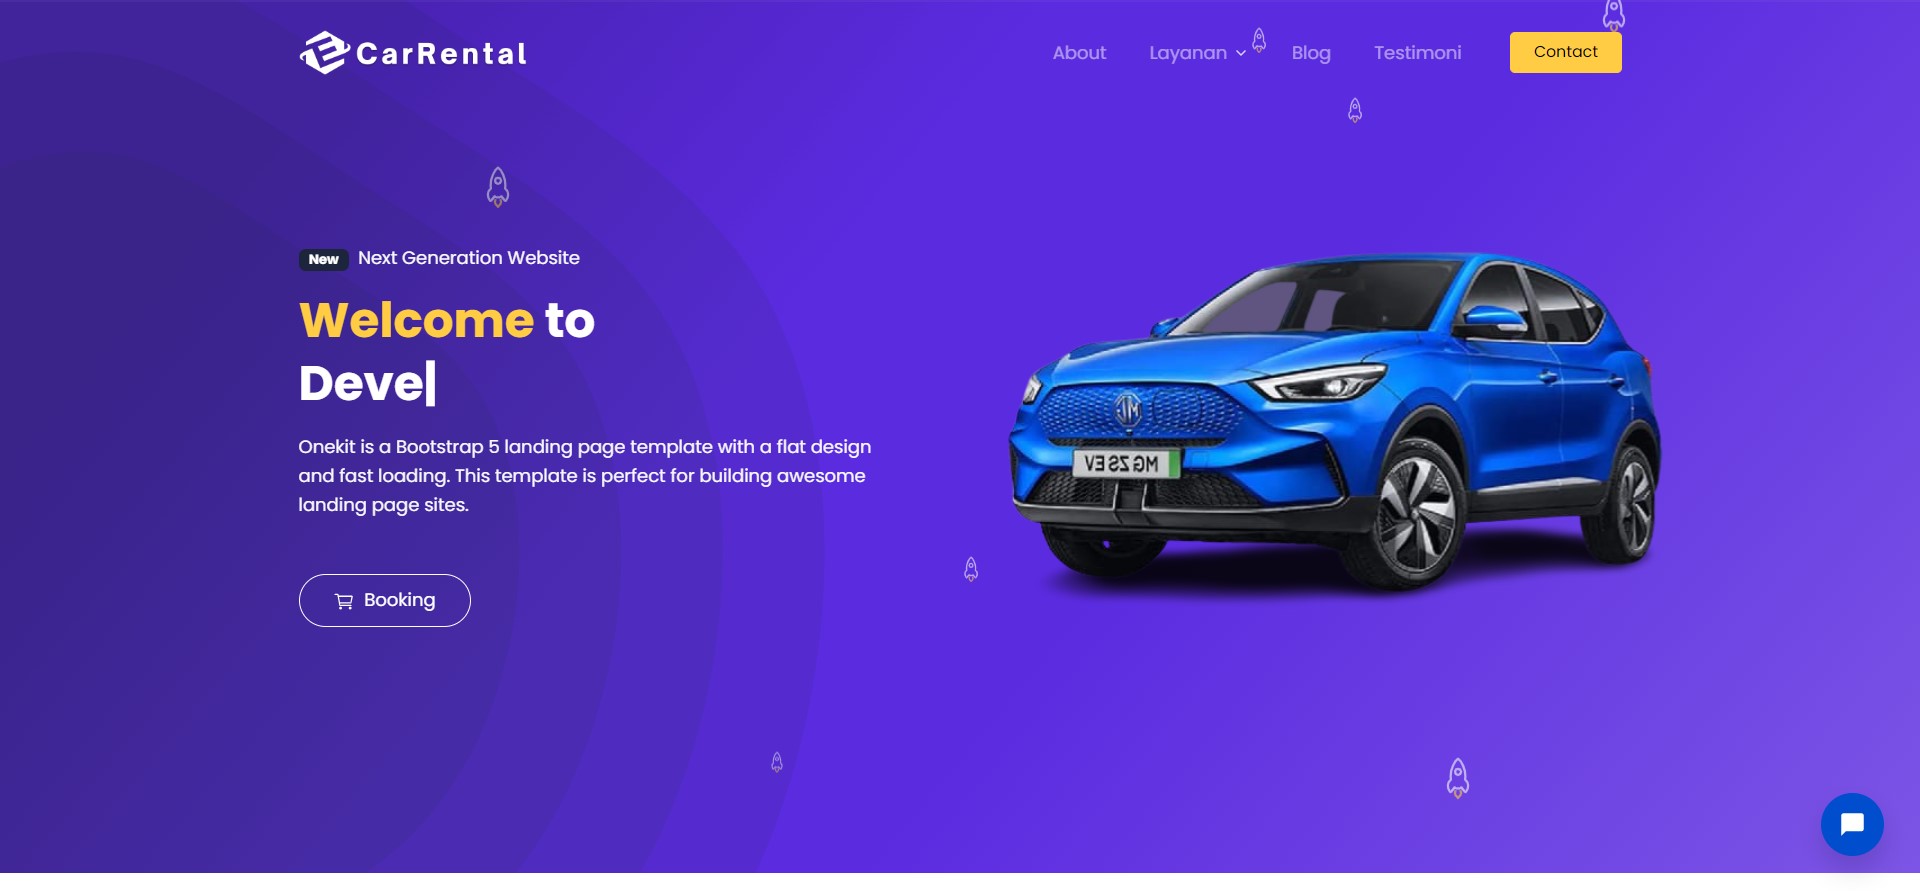 CarRental
About Layanan Blog Testimoni Contact
New Next Generation Website
Welcome to
Deve|
Onekit is a Bootstrap 5 landing page template with a flat design
and fast loading. This template is perfect for building awesome
landing page sites.
Booking
MG
MG ZS EV